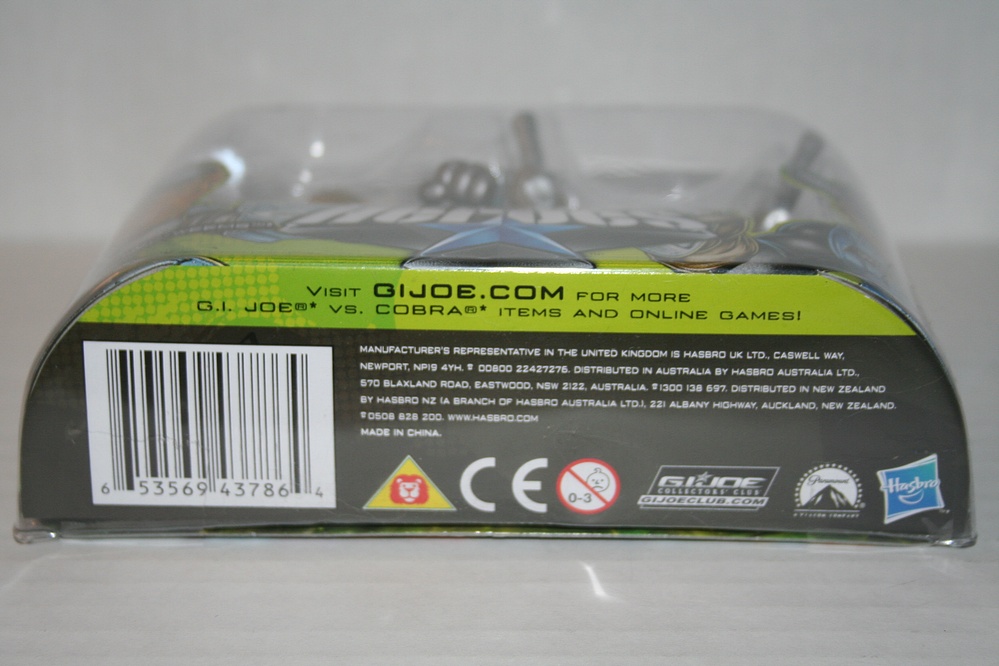 Heroes
VISIT GIJOE.COM FOR MORE
G.I. JOE®* VS. COBRA®* ITEMS AND ONLINE GAMES!
MANUFACTURER'S REPRESENTATIVE IN THE UNITED KINGDOM IS HASBRO UK LTD., CASWELL WAY,
NEWPORT, NP19 4YH. ☎ 00800 22427276. DISTRIBUTED IN AUSTRALIA BY HASBRO AUSTRALIA LTD.,
570 BLAXLAND ROAD, EASTWOOD, NSW 2122, AUSTRALIA. ☎ 1300 138 697. DISTRIBUTED IN NEW ZEALAND
BY HASBRO NZ (A BRANCH OF HASBRO AUSTRALIA LTD.), 221 ALBANY HIGHWAY, AUCKLAND, NEW ZEALAND.
☎ 0508 828 200. WWW.HASBRO.COM
MADE IN CHINA.
6 53569 43786 4
CE
0-3
G.I. JOE
COLLECTORS' CLUB
GIJOECLUB.COM
Paramount
Hasbro